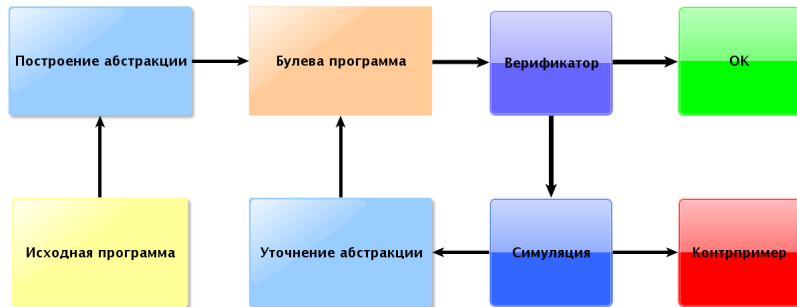 Построение абстракции
Булева программа
Верификатор
OK
Исходная программа
Уточнение абстракции
Симуляция
Контрпример